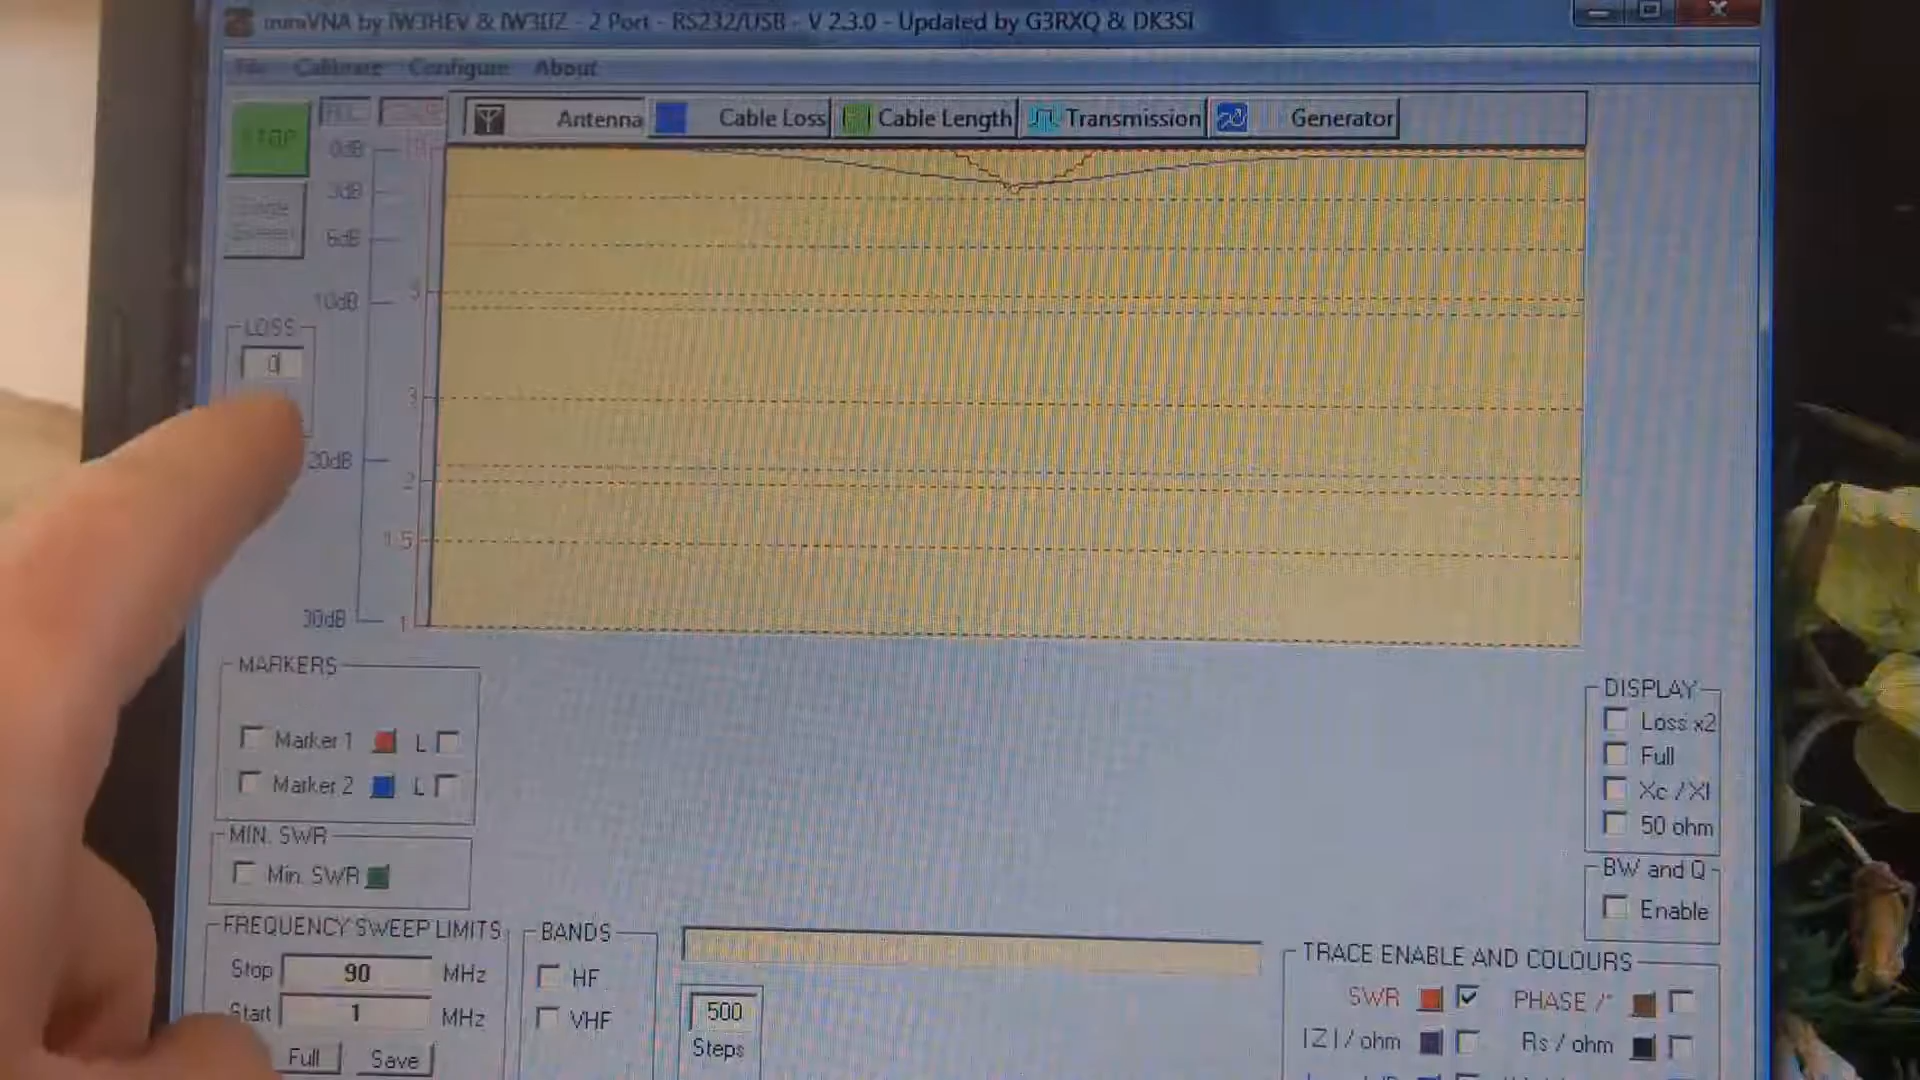 miniVNA by IW3HEV & IW3IJZ - 2 Port - RS232/USB - V 2.3.0 - Updated by G3RXQ & DK3SI
File Calibrate Configure About
STOP
Antenna Cable Loss Cable Length Transmission Generator
0dB
3dB
6dB
10dB 5
LOSS
0
3
20dB
2
1.5
30dB 1
MARKERS
Marker 1 L
Marker 2 L
MIN. SWR
Min. SWR
DISPLAY
Loss x2
Full
Xc / Xl
50 ohm
BW and Q
Enable
FREQUENCY SWEEP LIMITS
Stop 90 MHz
Start 1 MHz
Full Save
BANDS
HF
VHF
500
Steps
TRACE ENABLE AND COLOURS
SWR PHASE /°
|Z| / ohm Rs / ohm